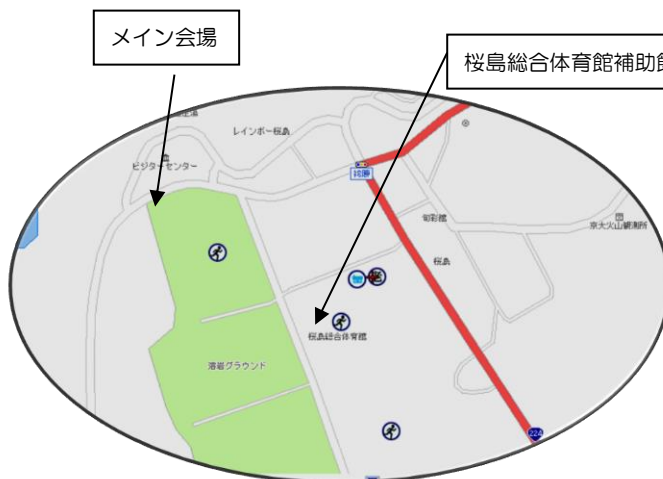 メイン会場
桜島総合体育館補助館
レインボー桜島
ビジターセンター
旬彩館
京大火山観測所
桜島
桜島総合体育館
溶岩グラウンド
224